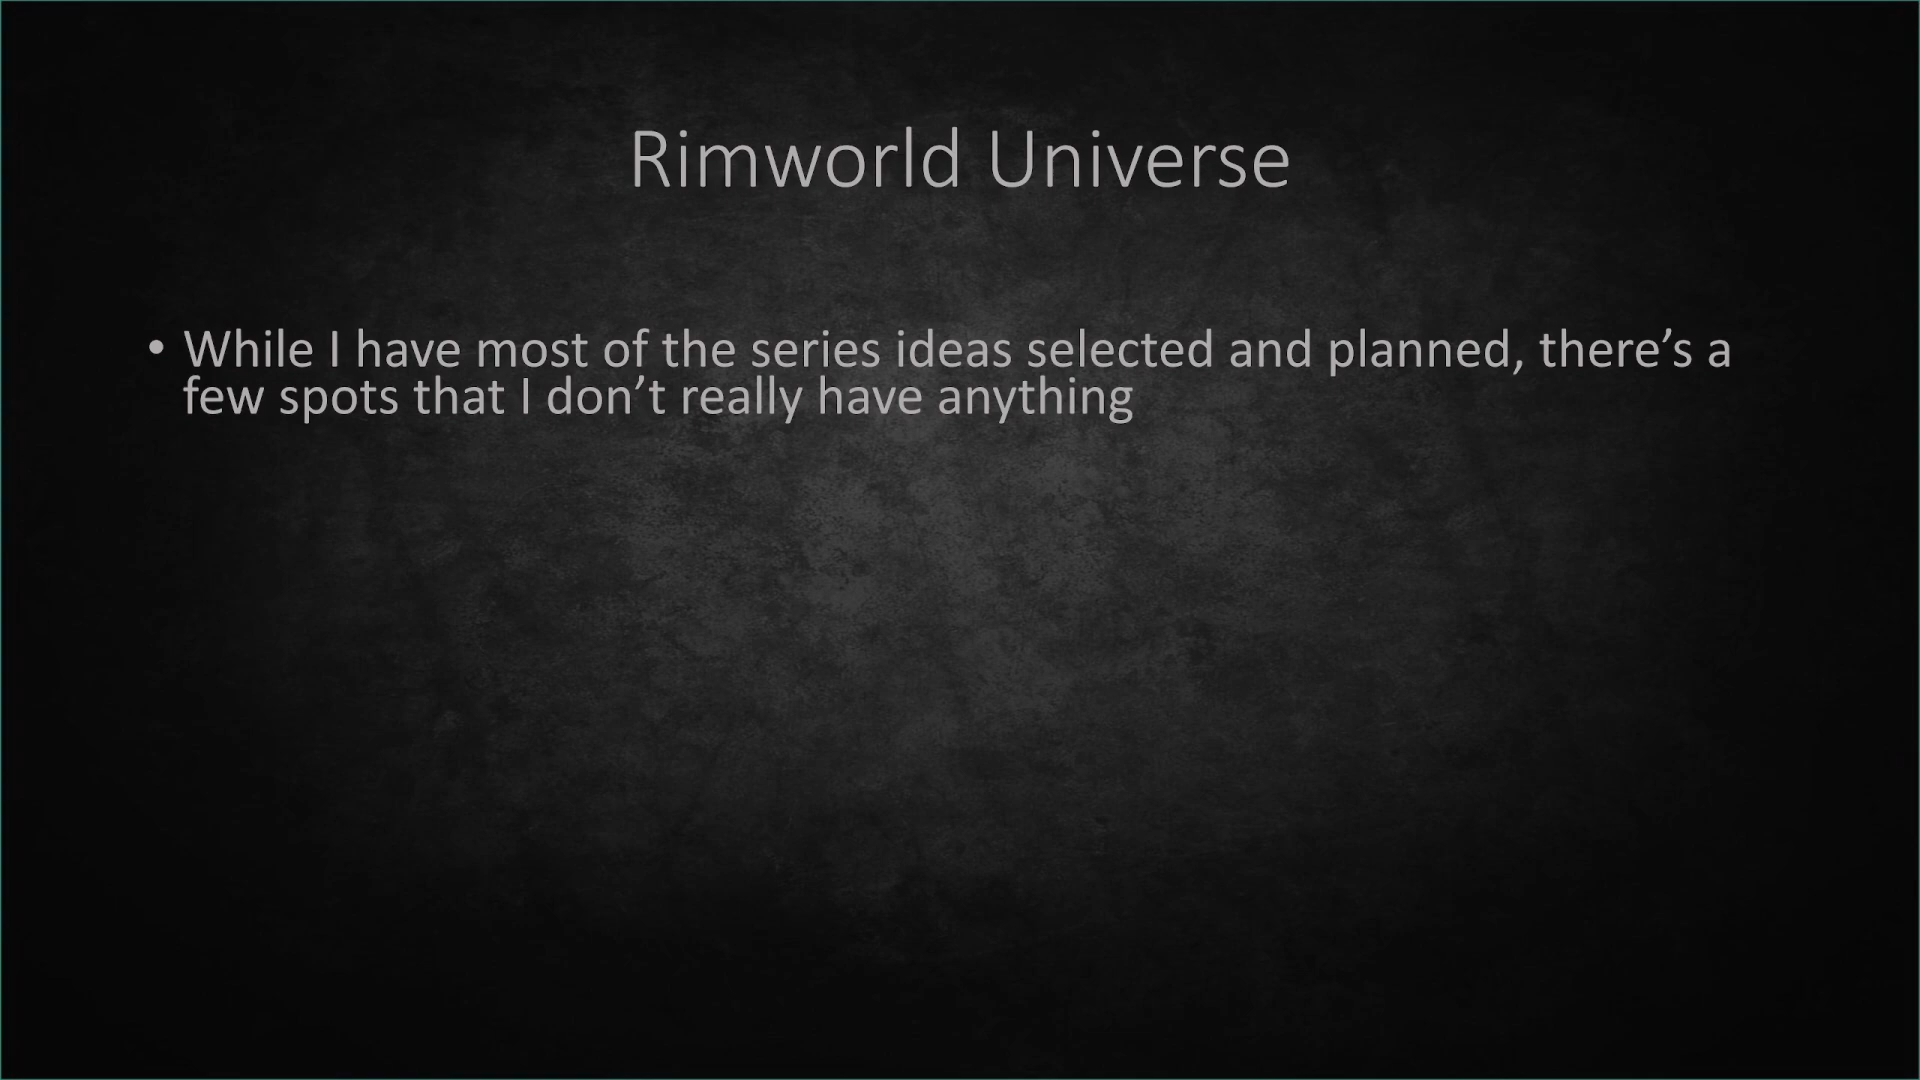 Rimworld Universe
• While I have most of the series ideas selected and planned, there’s a
few spots that I don’t really have anything